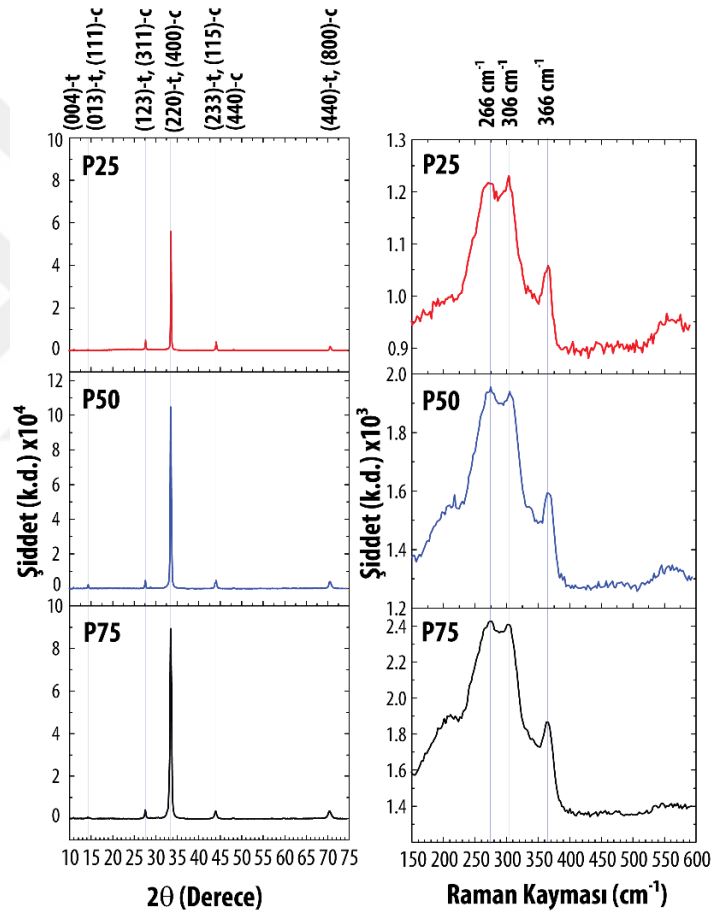 (004)-t
(013)-t, (111)-c
(123)-t, (311)-c
(220)-t, (400)-c
(233)-t, (115)-c
(440)-c
(440)-t, (800)-c
P25
10
8
6
4
2
0
P50
12
10
8
6
4
2
0
P75
10
8
6
4
2
0
Şiddet (k.d.) x10⁴
10 15 20 25 30 35 40 45 50 55 60 65 70 75
2θ (Derece)
266 cm⁻¹
306 cm⁻¹
366 cm⁻¹
P25
1.3
1.2
1.1
1.0
0.9
P50
2.0
1.9
1.6
1.4
1.3
1.2
P75
2.4
2.2
2.0
1.8
1.6
1.4
Şiddet (k.d.) x10³
150 200 250 300 350 400 450 500 550 600
Raman Kayması (cm⁻¹)